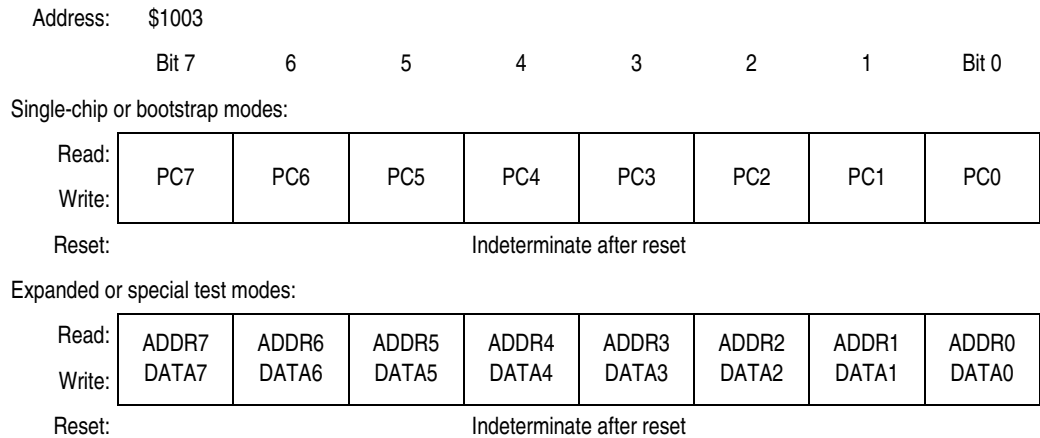 Address: $1003
Bit 7 6 5 4 3 2 1 Bit 0
Single-chip or bootstrap modes:
Read:
PC7 PC6 PC5 PC4 PC3 PC2 PC1 PC0
Write:
Reset: Indeterminate after reset
Expanded or special test modes:
Read: ADDR7 ADDR6 ADDR5 ADDR4 ADDR3 ADDR2 ADDR1 ADDR0
Write: DATA7 DATA6 DATA5 DATA4 DATA3 DATA2 DATA1 DATA0
Reset: Indeterminate after reset